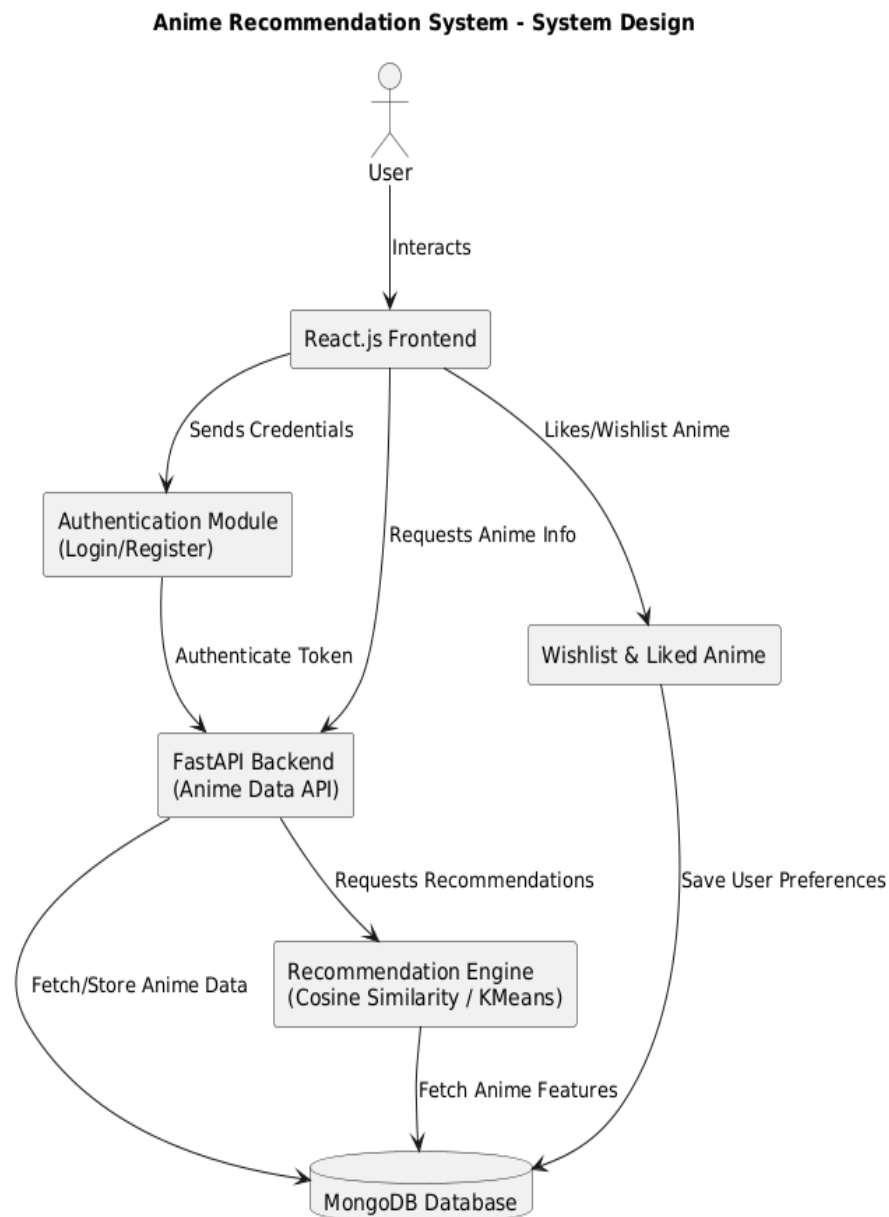 Anime Recommendation System - System Design
User
Interacts
React.js Frontend
Sends Credentials
Likes/Wishlist Anime
Authentication Module
(Login/Register)
Requests Anime Info
Wishlist & Liked Anime
Authenticate Token
FastAPI Backend
(Anime Data API)
Requests Recommendations
Save User Preferences
Recommendation Engine
(Cosine Similarity / KMeans)
Fetch/Store Anime Data
Fetch Anime Features
MongoDB Database